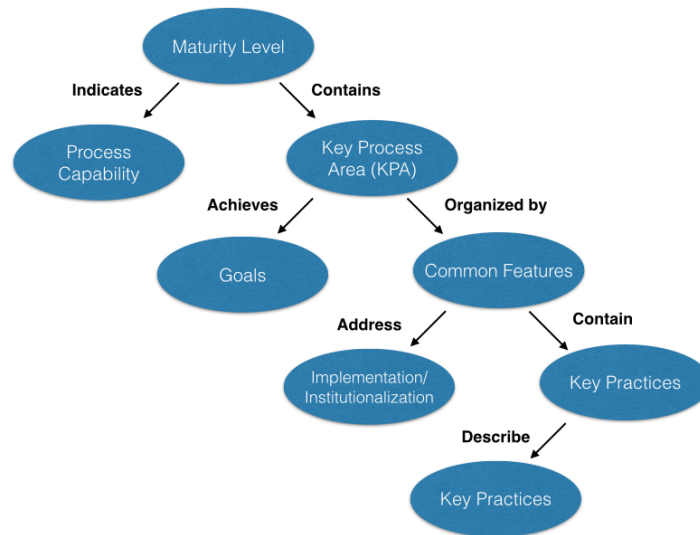 Maturity Level
Indicates
Contains
Process
Capability
Key Process
Area (KPA)
Achieves
Organized by
Goals
Common Features
Address
Contain
Implementation/
Institutionalization
Key Practices
Describe
Key Practices